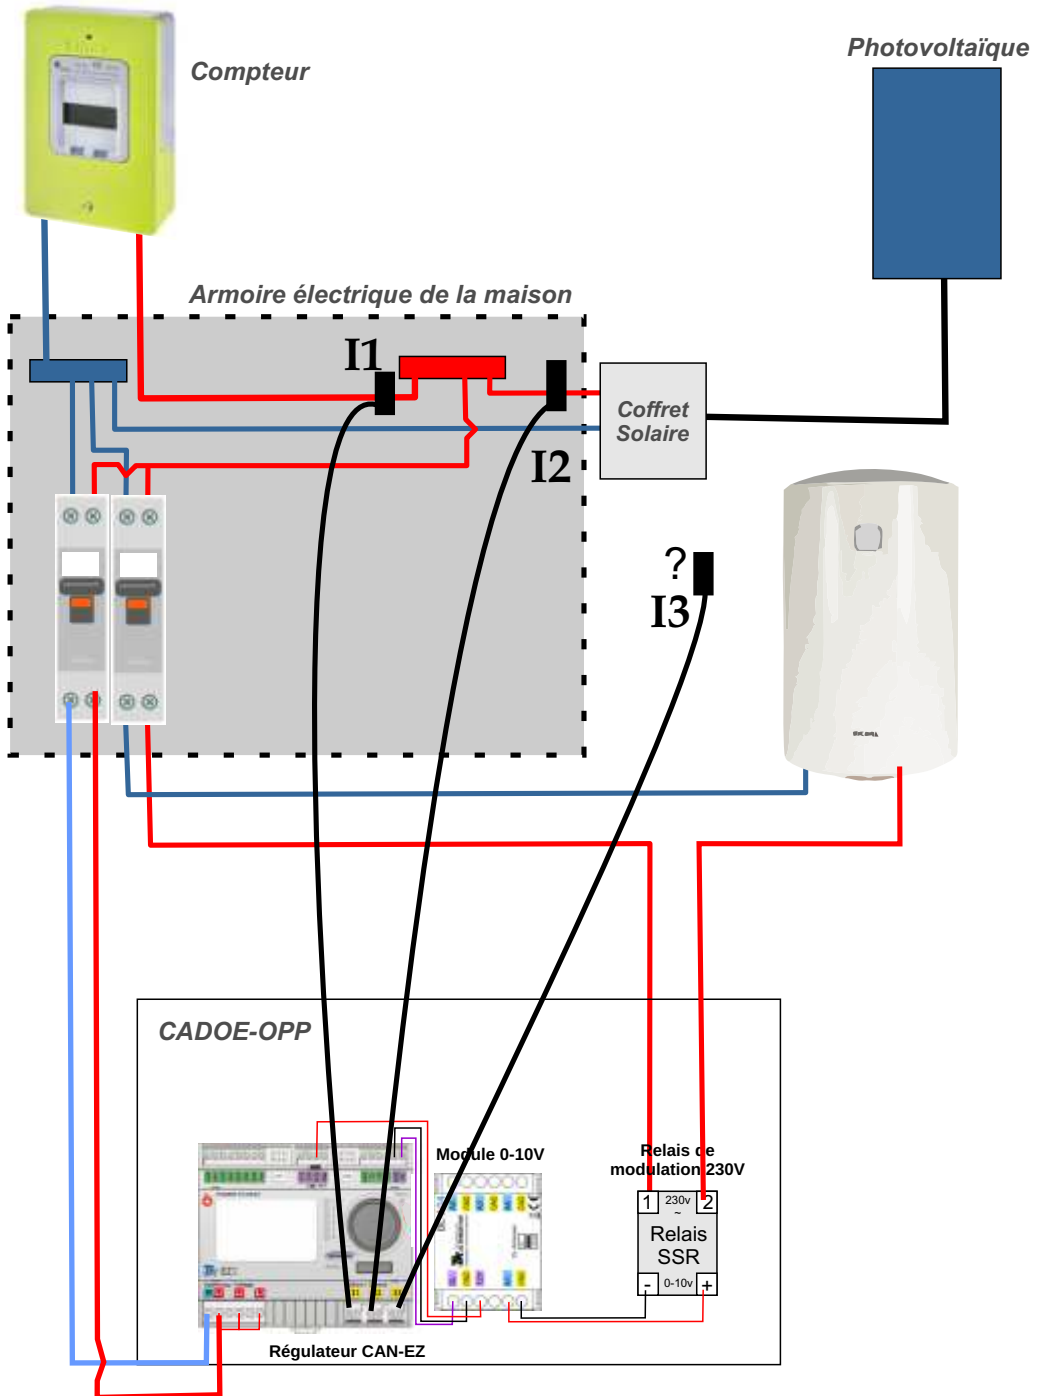 Compteur
Photovoltaïque
Armoire électrique de la maison
I1
I2
Coffret
Solaire
?
I3
CADOE-OPP
Module 0-10V
Relais de
modulation 230V
1 230v 2
~
Relais
SSR
- 0-10v +
Régulateur CAN-EZ